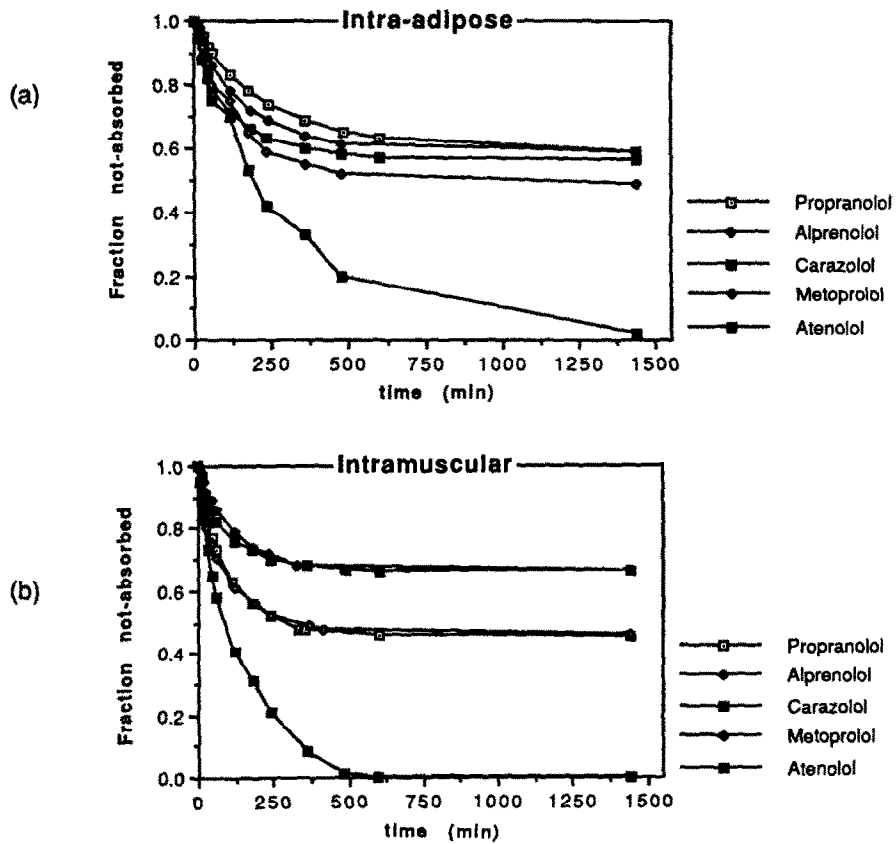 Intra-adipose
(a)
Fraction not-absorbed
1.0
0.8
0.6
0.4
0.2
0.0
0 250 500 750 1000 1250 1500
time (min)
Propranolol
Alprenolol
Carazolol
Metoprolol
Atenolol
Intramuscular
(b)
Fraction not-absorbed
1.0
0.8
0.6
0.4
0.2
0.0
0 250 500 750 1000 1250 1500
time (min)
Propranolol
Alprenolol
Carazolol
Metoprolol
Atenolol